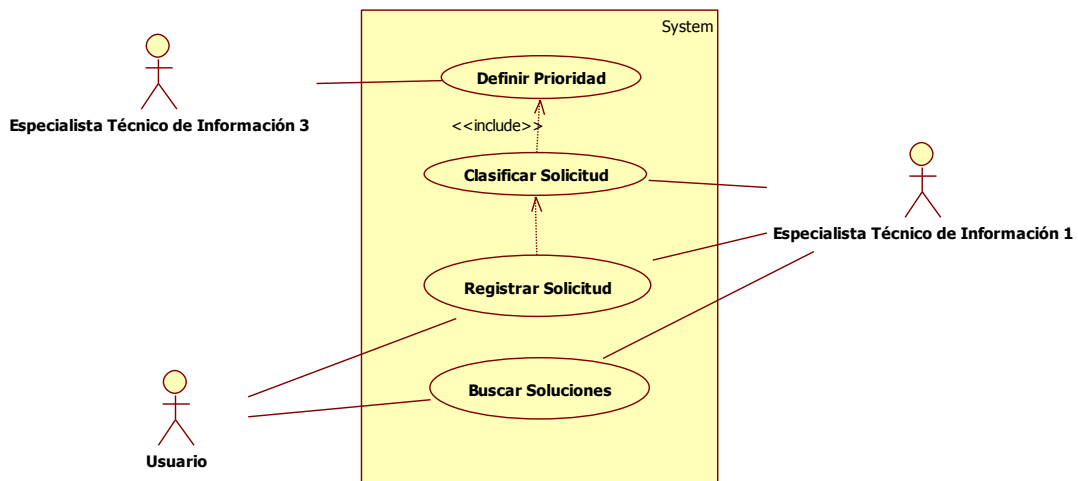 System
Definir Prioridad
Especialista Técnico de Información 3
<<include>>
Clasificar Solicitud
Especialista Técnico de Información 1
Registrar Solicitud
Buscar Soluciones
Usuario